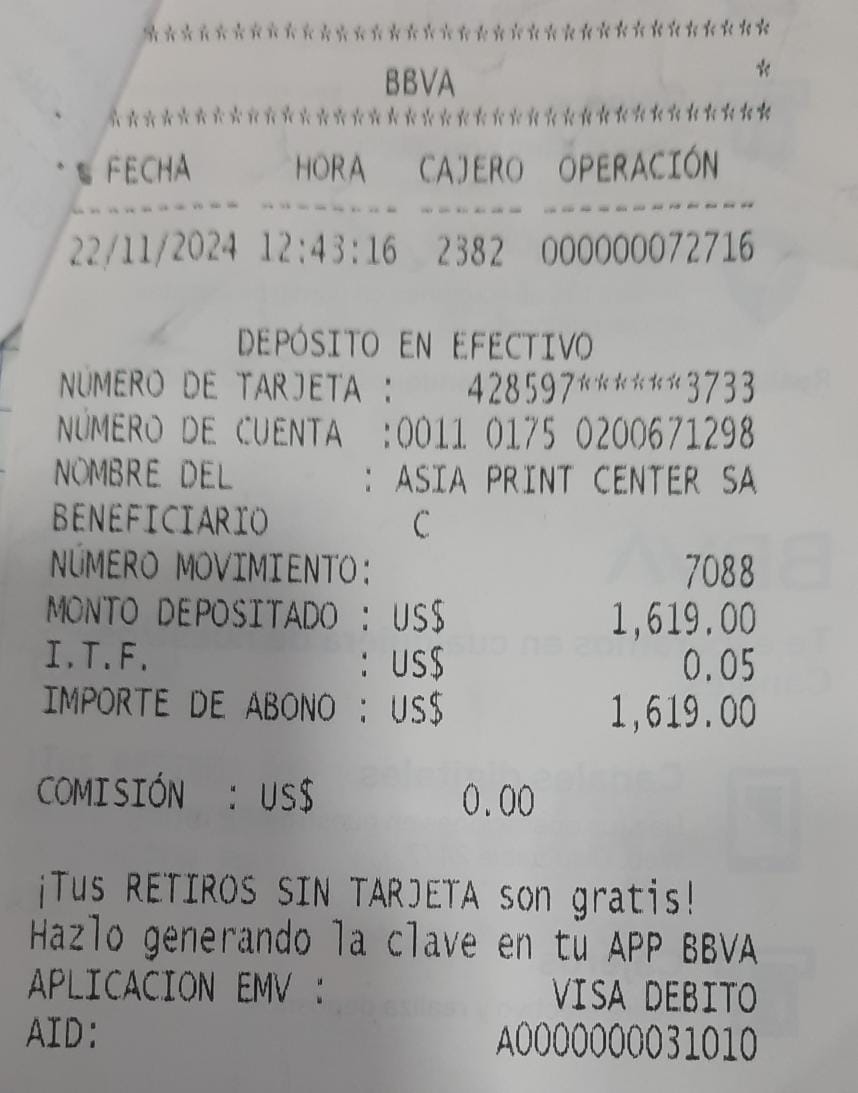 ****************************************
BBVA *
****************************************
FECHA HORA CAJERO OPERACIÓN
---------- -------- ------ ------------
22/11/2024 12:43:16 2382 000000072716
DEPÓSITO EN EFECTIVO
NÚMERO DE TARJETA : 428597******3733
NÚMERO DE CUENTA :0011 0175 0200671298
NOMBRE DEL : ASIA PRINT CENTER SA
BENEFICIARIO C
NÚMERO MOVIMIENTO: 7088
MONTO DEPOSITADO : US$ 1,619.00
I.T.F. : US$ 0.05
IMPORTE DE ABONO : US$ 1,619.00
COMISIÓN : US$ 0.00
¡Tus RETIROS SIN TARJETA son gratis!
Hazlo generando la clave en tu APP BBVA
APLICACION EMV : VISA DEBITO
AID: A0000000031010